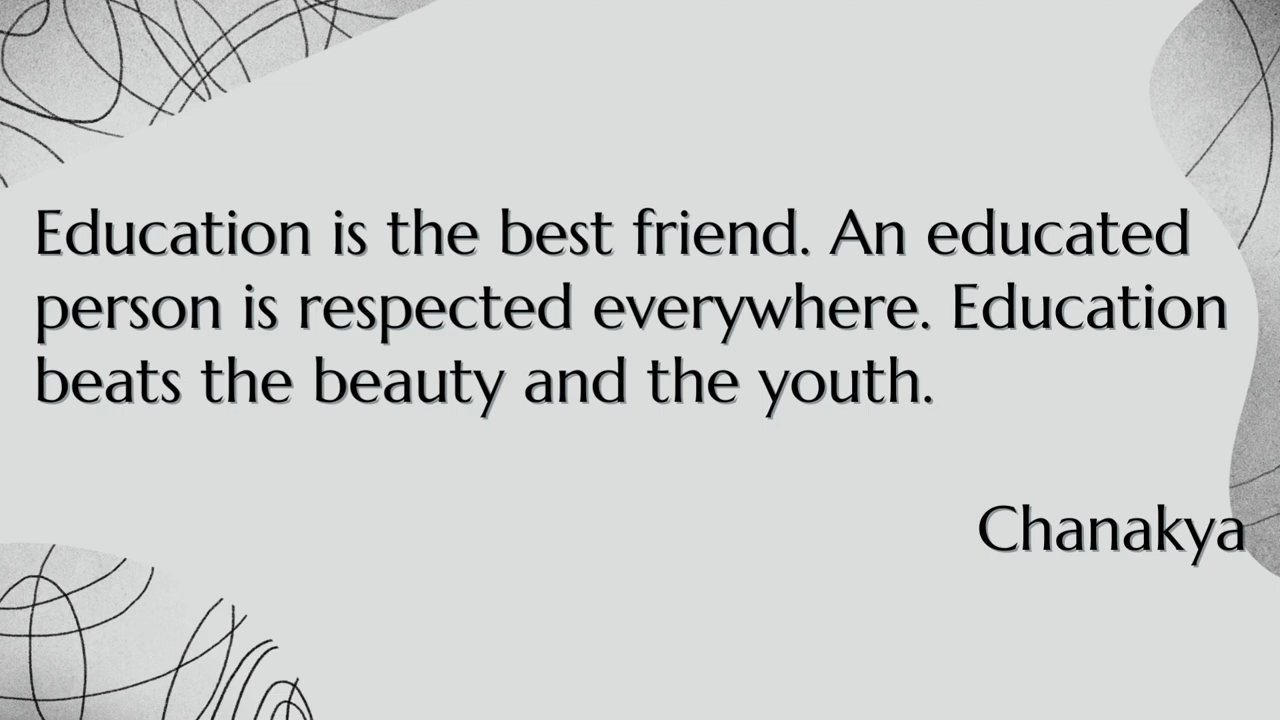 Education is the best friend. An educated
person is respected everywhere. Education
beats the beauty and the youth.
Chanakya